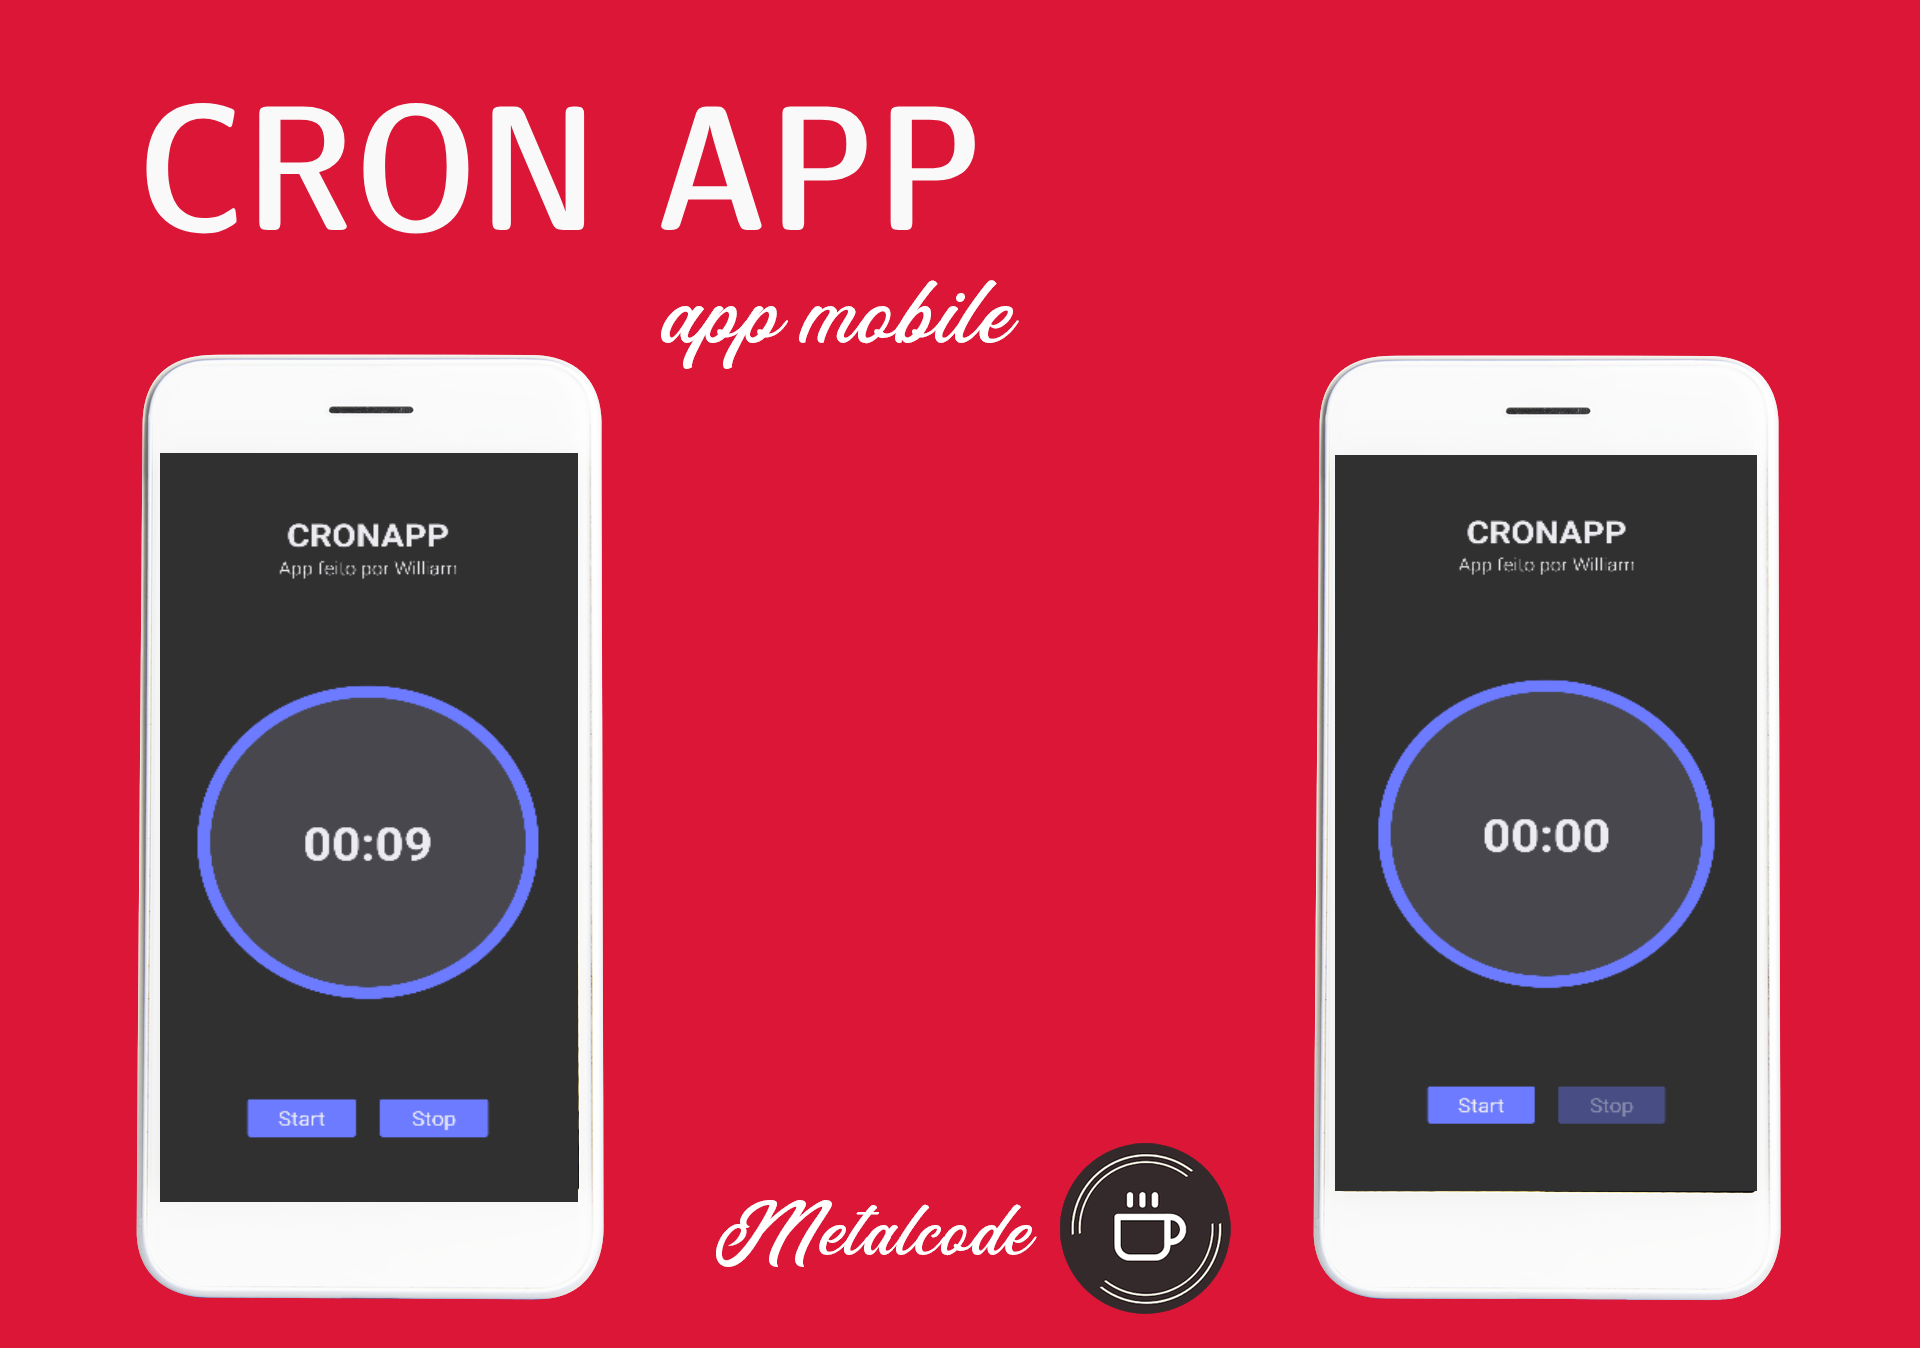 CRON APP
app mobile
CRONAPP
App feito por William
00:09
Start Stop
CRONAPP
App feito por William
00:00
Start Stop
Metalcode